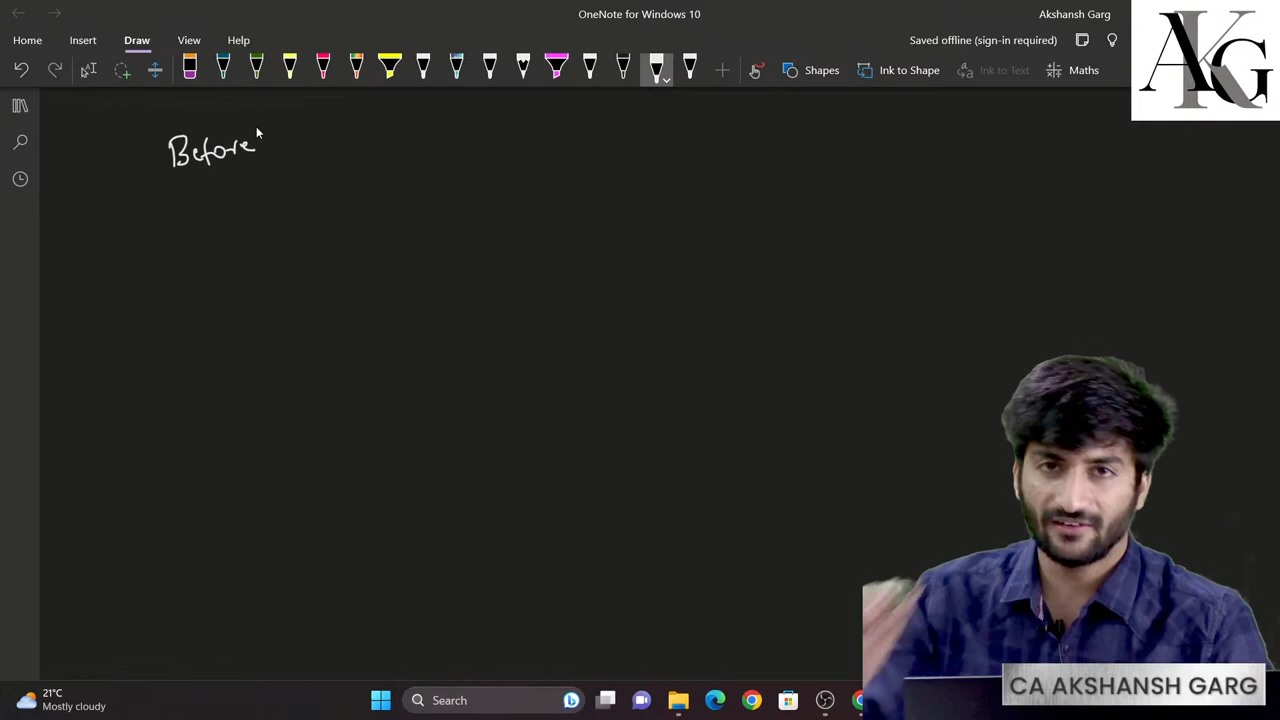 OneNote for Windows 10
Akshansh Garg
AKG
Home Insert Draw View Help
Saved offline (sign-in required)
Shapes Ink to Shape Ink to Text Maths
Before
21°C
Mostly cloudy
Search
CA AKSHANSH GARG